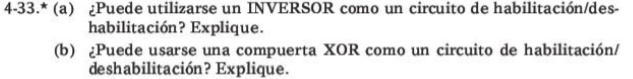 4-33.* (a) ¿Puede utilizarse un INVERSOR como un circuito de habilitación/des-
habilitación? Explique.
(b) ¿Puede usarse una compuerta XOR como un circuito de habilitación/
deshabilitación? Explique.